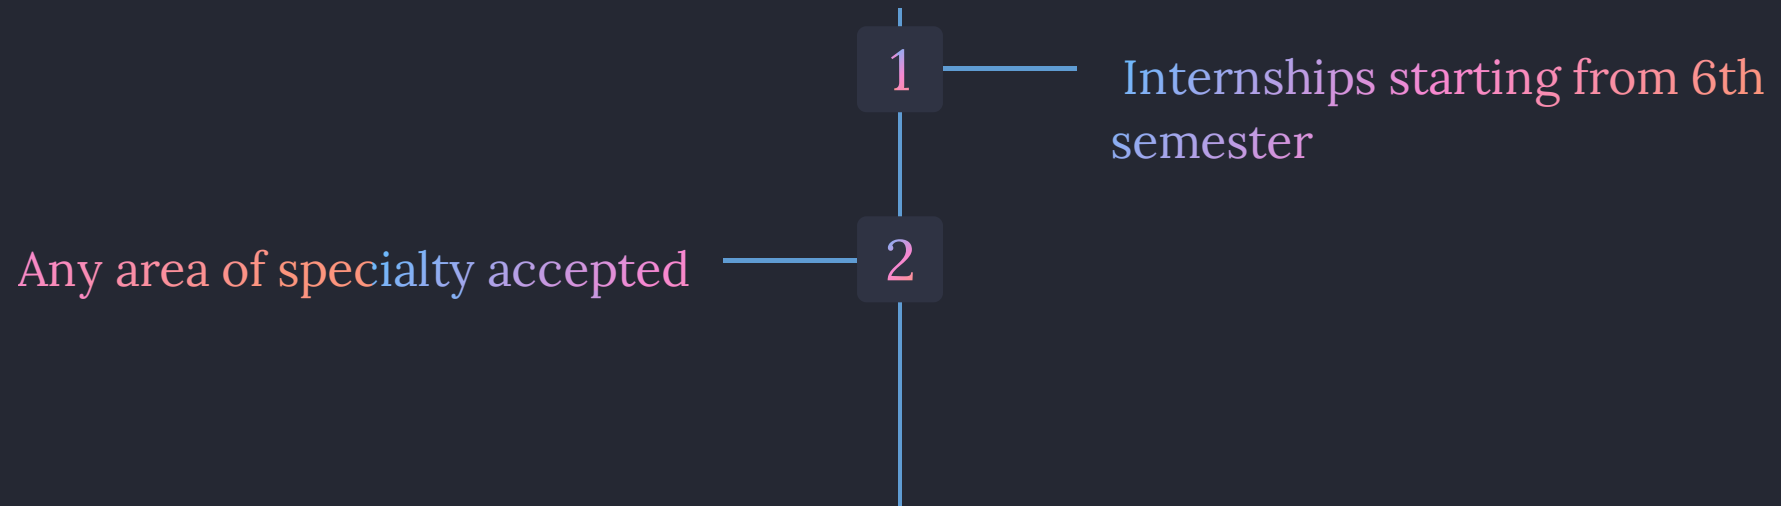 1
Internships starting from 6th
semester
2
Any area of specialty accepted